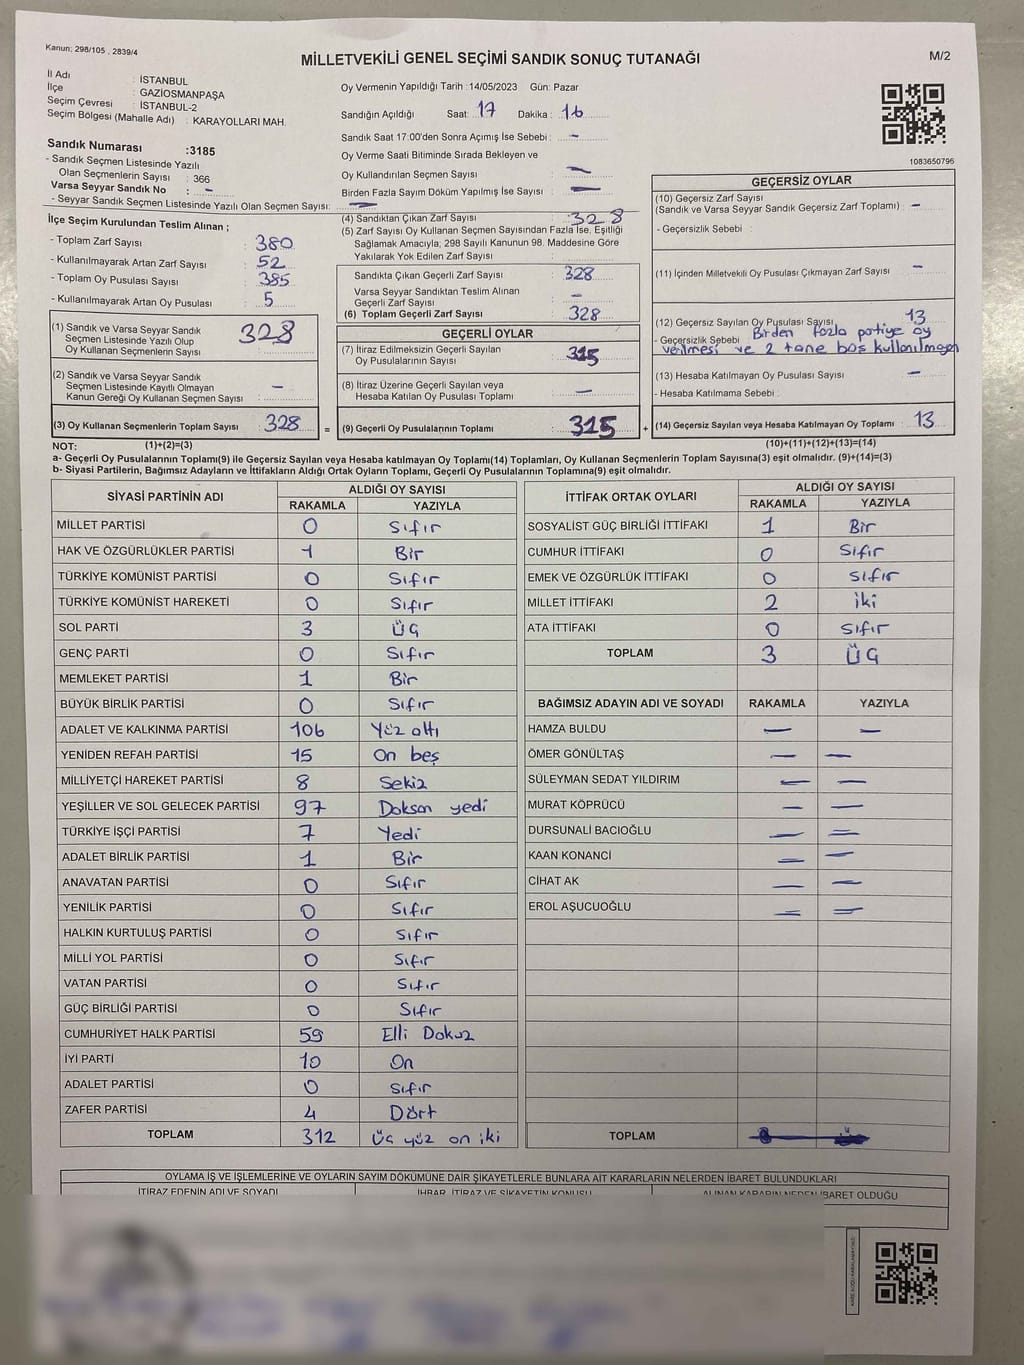 Kanun; 298/105 , 2839/4
MİLLETVEKİLİ GENEL SEÇİMİ SANDIK SONUÇ TUTANAĞI
M/2
İl Adı : İSTANBUL
İlçe : GAZİOSMANPAŞA
Seçim Çevresi : İSTANBUL-2
Seçim Bölgesi (Mahalle Adı) : KARAYOLLARI MAH.
Sandık Numarası :3185
- Sandık Seçmen Listesinde Yazılı
Olan Seçmenlerin Sayısı : 366
Varsa Seyyar Sandık No : -
- Seyyar Sandık Seçmen Listesinde Yazılı Olan Seçmen Sayısı: -
Oy Vermenin Yapıldığı Tarih :14/05/2023 Gün: Pazar
Sandığın Açıldığı Saat: 17 Dakika : 16
Sandık Saat 17:00'den Sonra Açımış İse Sebebi : -
Oy Verme Saati Bitiminde Sırada Bekleyen ve
Oy Kullandırılan Seçmen Sayısı : -
Birden Fazla Sayım Döküm Yapılmış İse Sayısı : -
1083650796
İlçe Seçim Kurulundan Teslim Alınan ;
- Toplam Zarf Sayısı : 380
- Kullanılmayarak Artan Zarf Sayısı : 52
- Toplam Oy Pusulası : 385
- Kullanılmayarak Artan Oy Pusulası : 5
(1) Sandık ve Varsa Seyyar Sandık
Seçmen Listesinde Yazılı Olup
Oy Kullanan Seçmenlerin Sayısı : 328
(2) Sandık ve Varsa Seyyar Sandık
Seçmen Listesinde Kayıtlı Olmayan
Kanun Gereği Oy Kullanan Seçmen Sayısı : -
(3) Oy Kullanan Seçmenlerin Toplam Sayısı : 328
(4) Sandıktan Çıkan Zarf Sayısı : 328
(5) Zarf Sayısı Oy Kullanan Seçmen Sayısından Fazla İse, Eşitliği
Sağlamak Amacıyla; 298 Sayılı Kanunun 98. Maddesine Göre
Yakılarak Yok Edilen Zarf Sayısı :
Sandıkta Çıkan Geçerli Zarf Sayısı : 328
Varsa Seyyar Sandıktan Teslim Alınan
Geçerli Zarf Sayısı : -
(6) Toplam Geçerli Zarf Sayısı : 328
GEÇERLİ OYLAR
(7) İtiraz Edilmeksizin Geçerli Sayılan
Oy Pusulalarının Sayısı : 315
(8) İtiraz Üzerine Geçerli Sayılan veya
Hesaba Katılan Oy Pusulası Toplamı : -
= (9) Geçerli Oy Pusulalarının Toplamı : 315
GEÇERSİZ OYLAR
(10) Geçersiz Zarf Sayısı
(Sandık ve Varsa Seyyar Sandık Geçersiz Zarf Toplamı) : -
- Geçersizlik Sebebi :
(11) İçinden Milletvekili Oy Pusulası Çıkmayan Zarf Sayısı : -
(12) Geçersiz Sayılan Oy Pusulası Sayısı : 13
- Geçersizlik Sebebi Birden fazla partiye oy
verilmesi ve 2 tane boş kullanılmayan
(13) Hesaba Katılmayan Oy Pusulası Sayısı : -
- Hesaba Katılmama Sebebi :
+ (14) Geçersiz Sayılan veya Hesaba Katılmayan Oy Toplamı : 13
NOT: (1)+(2)=(3) (10)+(11)+(12)+(13)=(14)
a- Geçerli Oy Pusulalarının Toplamı(9) ile Geçersiz Sayılan veya Hesaba katılmayan Oy Toplamı(14) Toplamları, Oy Kullanan Seçmenlerin Toplam Sayısına(3) eşit olmalıdır. (9)+(14)=(3)
b- Siyasi Partilerin, Bağımsız Adayların ve İttifakların Aldığı Ortak Oyların Toplamı, Geçerli Oy Pusulalarının Toplamına(9) eşit olmalıdır.
SİYASİ PARTİNİN ADI ALDIĞI OY SAYISI
RAKAMLA YAZIYLA
MİLLET PARTİSİ 0 Sıfır
HAK VE ÖZGÜRLÜKLER PARTİSİ 1 Bir
TÜRKİYE KOMÜNİST PARTİSİ 0 Sıfır
TÜRKİYE KOMÜNİST HAREKETİ 0 Sıfır
SOL PARTİ 3 Üç
GENÇ PARTİ 0 Sıfır
MEMLEKET PARTİSİ 1 Bir
BÜYÜK BİRLİK PARTİSİ 0 Sıfır
ADALET VE KALKINMA PARTİSİ 106 Yüz altı
YENİDEN REFAH PARTİSİ 15 On beş
MİLLİYETÇİ HAREKET PARTİSİ 8 Sekiz
YEŞİLLER VE SOL GELECEK PARTİSİ 97 Doksan yedi
TÜRKİYE İŞÇİ PARTİSİ 7 Yedi
ADALET BİRLİK PARTİSİ 1 Bir
ANAVATAN PARTİSİ 0 Sıfır
YENİLİK PARTİSİ 0 Sıfır
HALKIN KURTULUŞ PARTİSİ 0 Sıfır
MİLLİ YOL PARTİSİ 0 Sıfır
VATAN PARTİSİ 0 Sıfır
GÜÇ BİRLİĞİ PARTİSİ 0 Sıfır
CUMHURİYET HALK PARTİSİ 59 Elli Dokuz
İYİ PARTİ 10 On
ADALET PARTİSİ 0 Sıfır
ZAFER PARTİSİ 4 Dört
TOPLAM 312 Üç yüz on iki
İTTİFAK ORTAK OYLARI ALDIĞI OY SAYISI
RAKAMLA YAZIYLA
SOSYALİST GÜÇ BİRLİĞİ İTTİFAKI 1 Bir
CUMHUR İTTİFAKI 0 Sıfır
EMEK VE ÖZGÜRLÜK İTTİFAKI 0 Sıfır
MİLLET İTTİFAKI 2 iki
ATA İTTİFAKI 0 Sıfır
TOPLAM 3 Üç
BAĞIMSIZ ADAYIN ADI VE SOYADI RAKAMLA YAZIYLA
HAMZA BULDU - -
ÖMER GÖNÜLTAŞ - -
SÜLEYMAN SEDAT YILDIRIM - -
MURAT KÖPRÜCÜ - -
DURSUNALİ BACIOĞLU - -
KAAN KONANCİ - -
CİHAT AK - -
EROL AŞUCUOĞLU - -
TOPLAM
OYLAMA İŞ VE İŞLEMLERİNE VE OYLARIN SAYIM DÖKÜMÜNE DAİR ŞİKAYETLERLE BUNLARA AİT KARARLARIN NELERDEN İBARET BULUNDUKLARI
İTİRAZ EDENİN ADI VE SOYADI İHBAR, İTİRAZ VE ŞİKAYETİN KONUSU ALINAN KARARIN NEDEN İBARET OLDUĞU